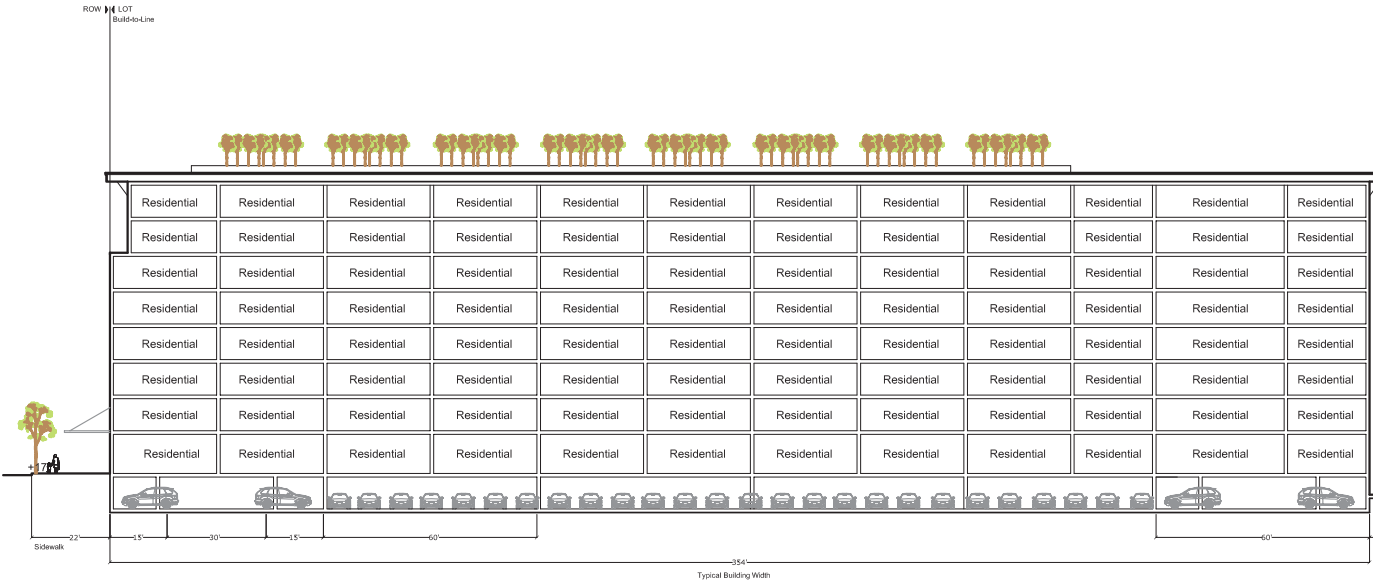 ROW LOT
Build-to-Line
Residential Residential Residential Residential Residential Residential Residential Residential Residential Residential Residential Residential
Residential Residential Residential Residential Residential Residential Residential Residential Residential Residential Residential Residential
Residential Residential Residential Residential Residential Residential Residential Residential Residential Residential Residential Residential
Residential Residential Residential Residential Residential Residential Residential Residential Residential Residential Residential Residential
residential Residential Residential Residential Residential Residential Residential Residential Residential Residential Residential Residential
Residential Residential Residential Residential Residential Residential Residential Residential Residential Residential Residential Residential
Residential Residential Residential Residential Residential Residential Residential Residential Residential Residential Residential Residential
Residential Residential Residential Residential Residential Residential Residential Residential Residential Residential Residential Residential
22' 15' 30' 15' 60' 60'
Sidewalk
354'
Typical Building Width